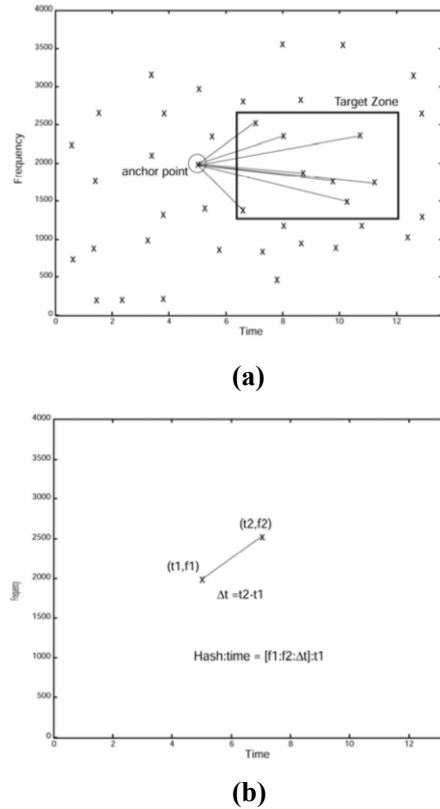 4000
3500
3000
2500
2000
1500
1000
500
0
Frequency
Target Zone
anchor point
0 2 4 6 8 10 12
Time
(a)
4000
3500
3000
2500
2000
1500
1000
500
0
(t2,f2)
(t1,f1)
Δt =t2-t1
Hash:time = [f1:f2:Δt]:t1
0 2 4 6 8 10 12
Time
(b)